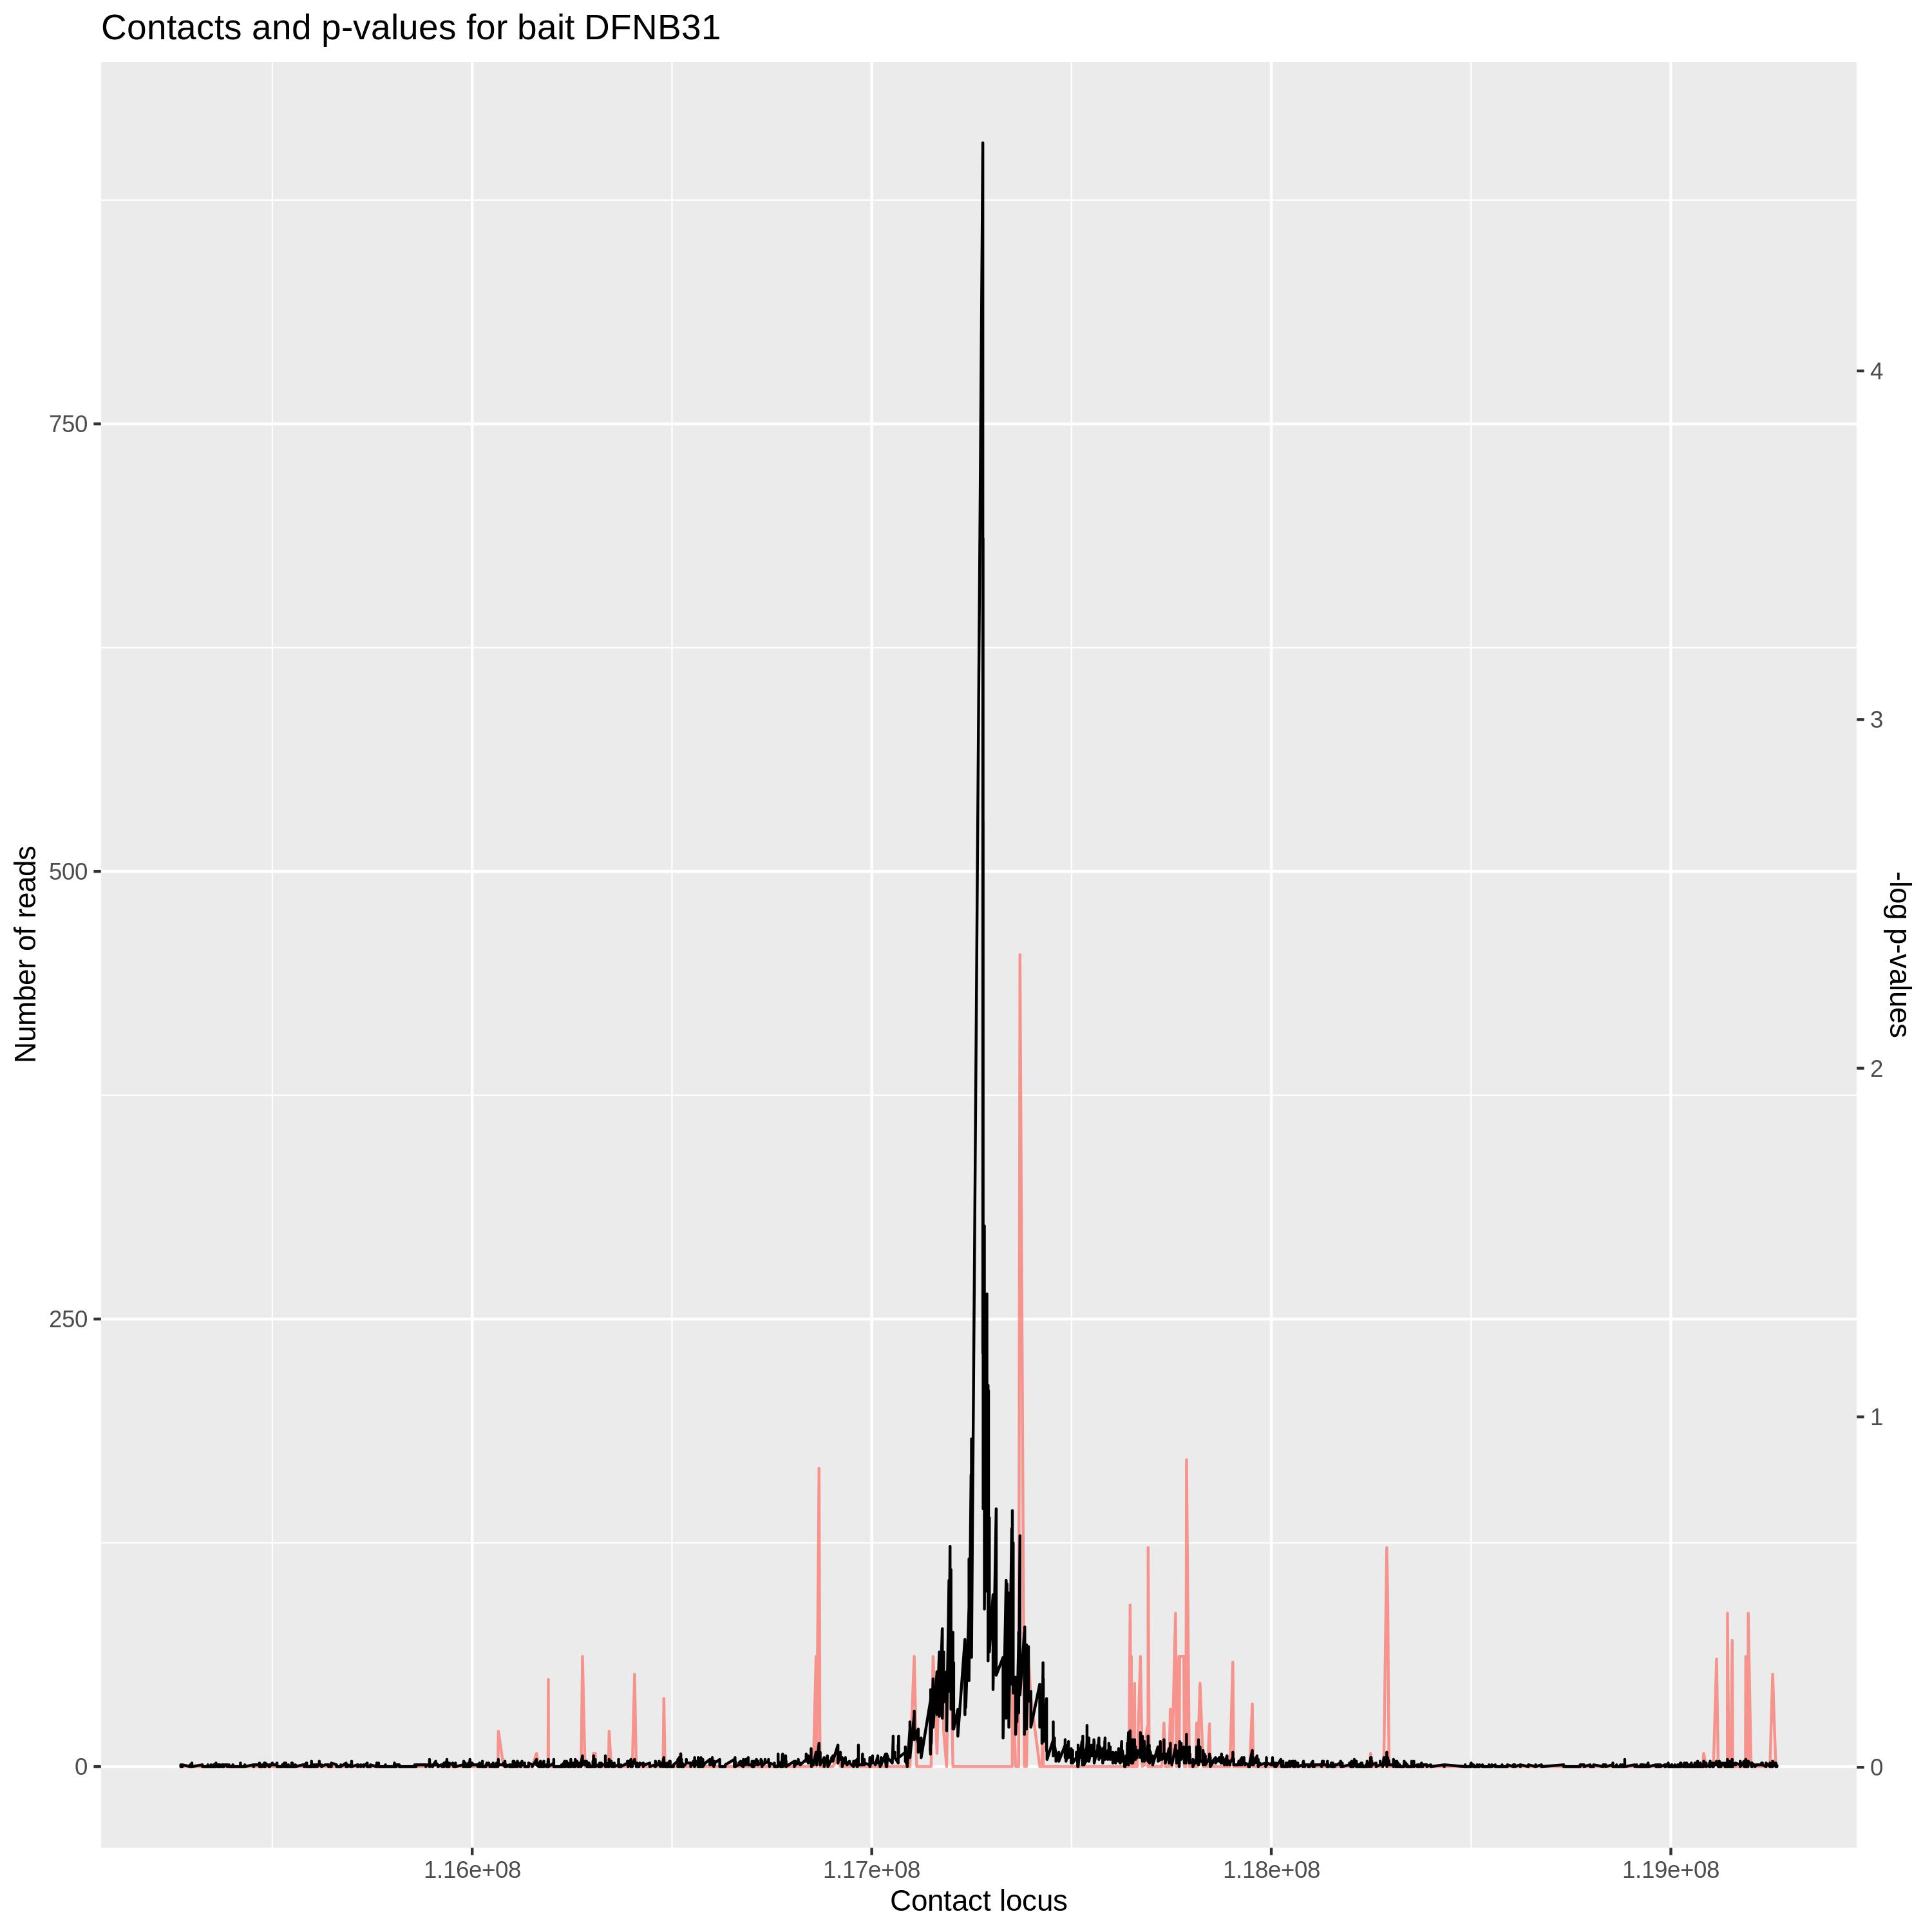 Contacts and p-values for bait DFNB31
Number of reads
750
500
250
0
-log p-values
4
3
2
1
0
1.16e+08
1.17e+08
1.18e+08
1.19e+08
Contact locus